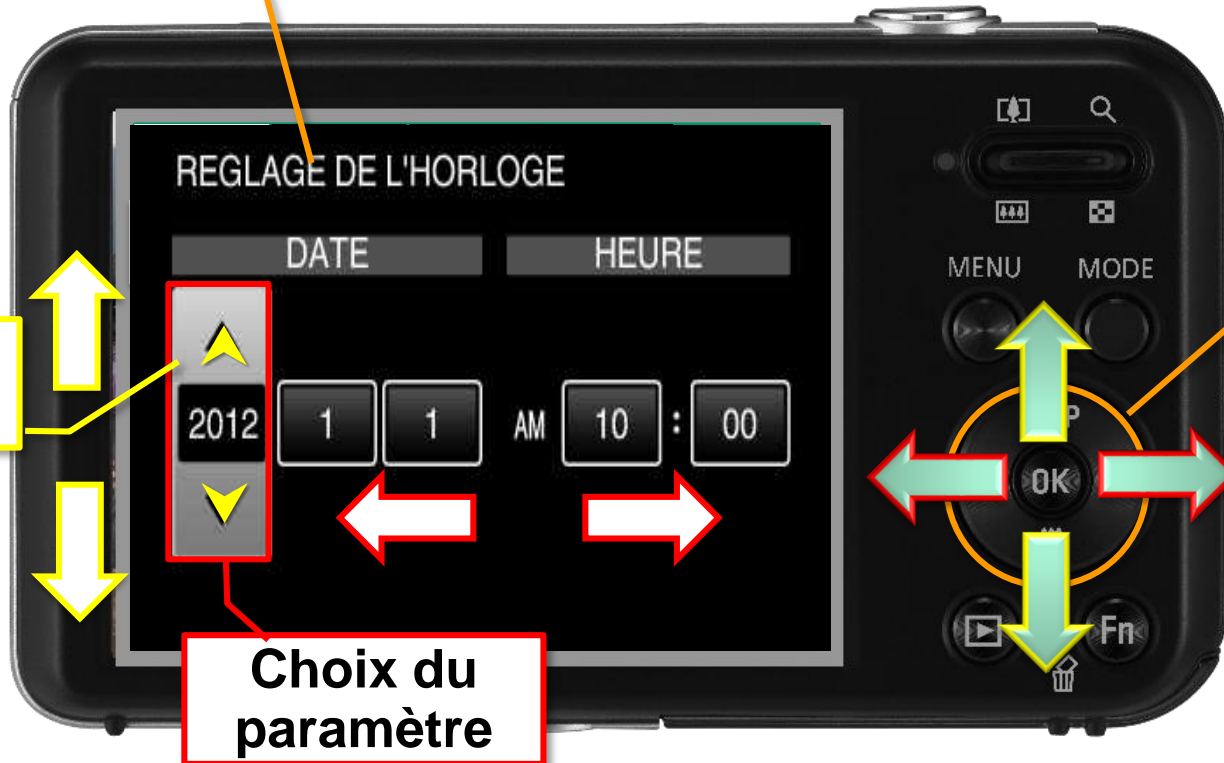 REGLAGE DE L'HORLOGE
DATE HEURE
2012 1 1 AM 10 : 00
Choix du
paramètre
MENU MODE
P
OK
Fn